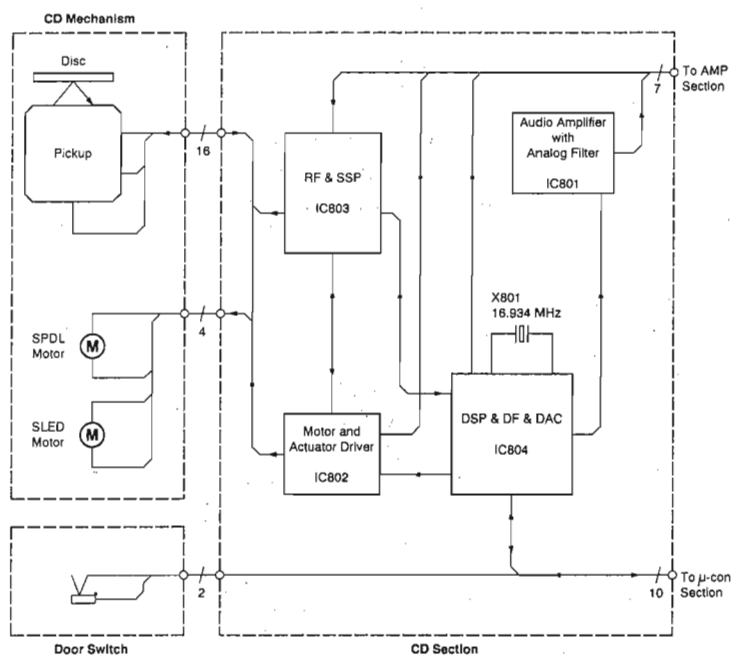 CD Mechanism
Disc
Pickup
16
4
SPDL
Motor
M
SLED
Motor
M
2
Door Switch
RF & SSP
IC803
Audio Amplifier
with
Analog Filter
IC801
7
To AMP
Section
X801
16.934 MHz
DSP & DF & DAC
IC804
Motor and
Actuator Driver
IC802
10
To µ-con
Section
CD Section